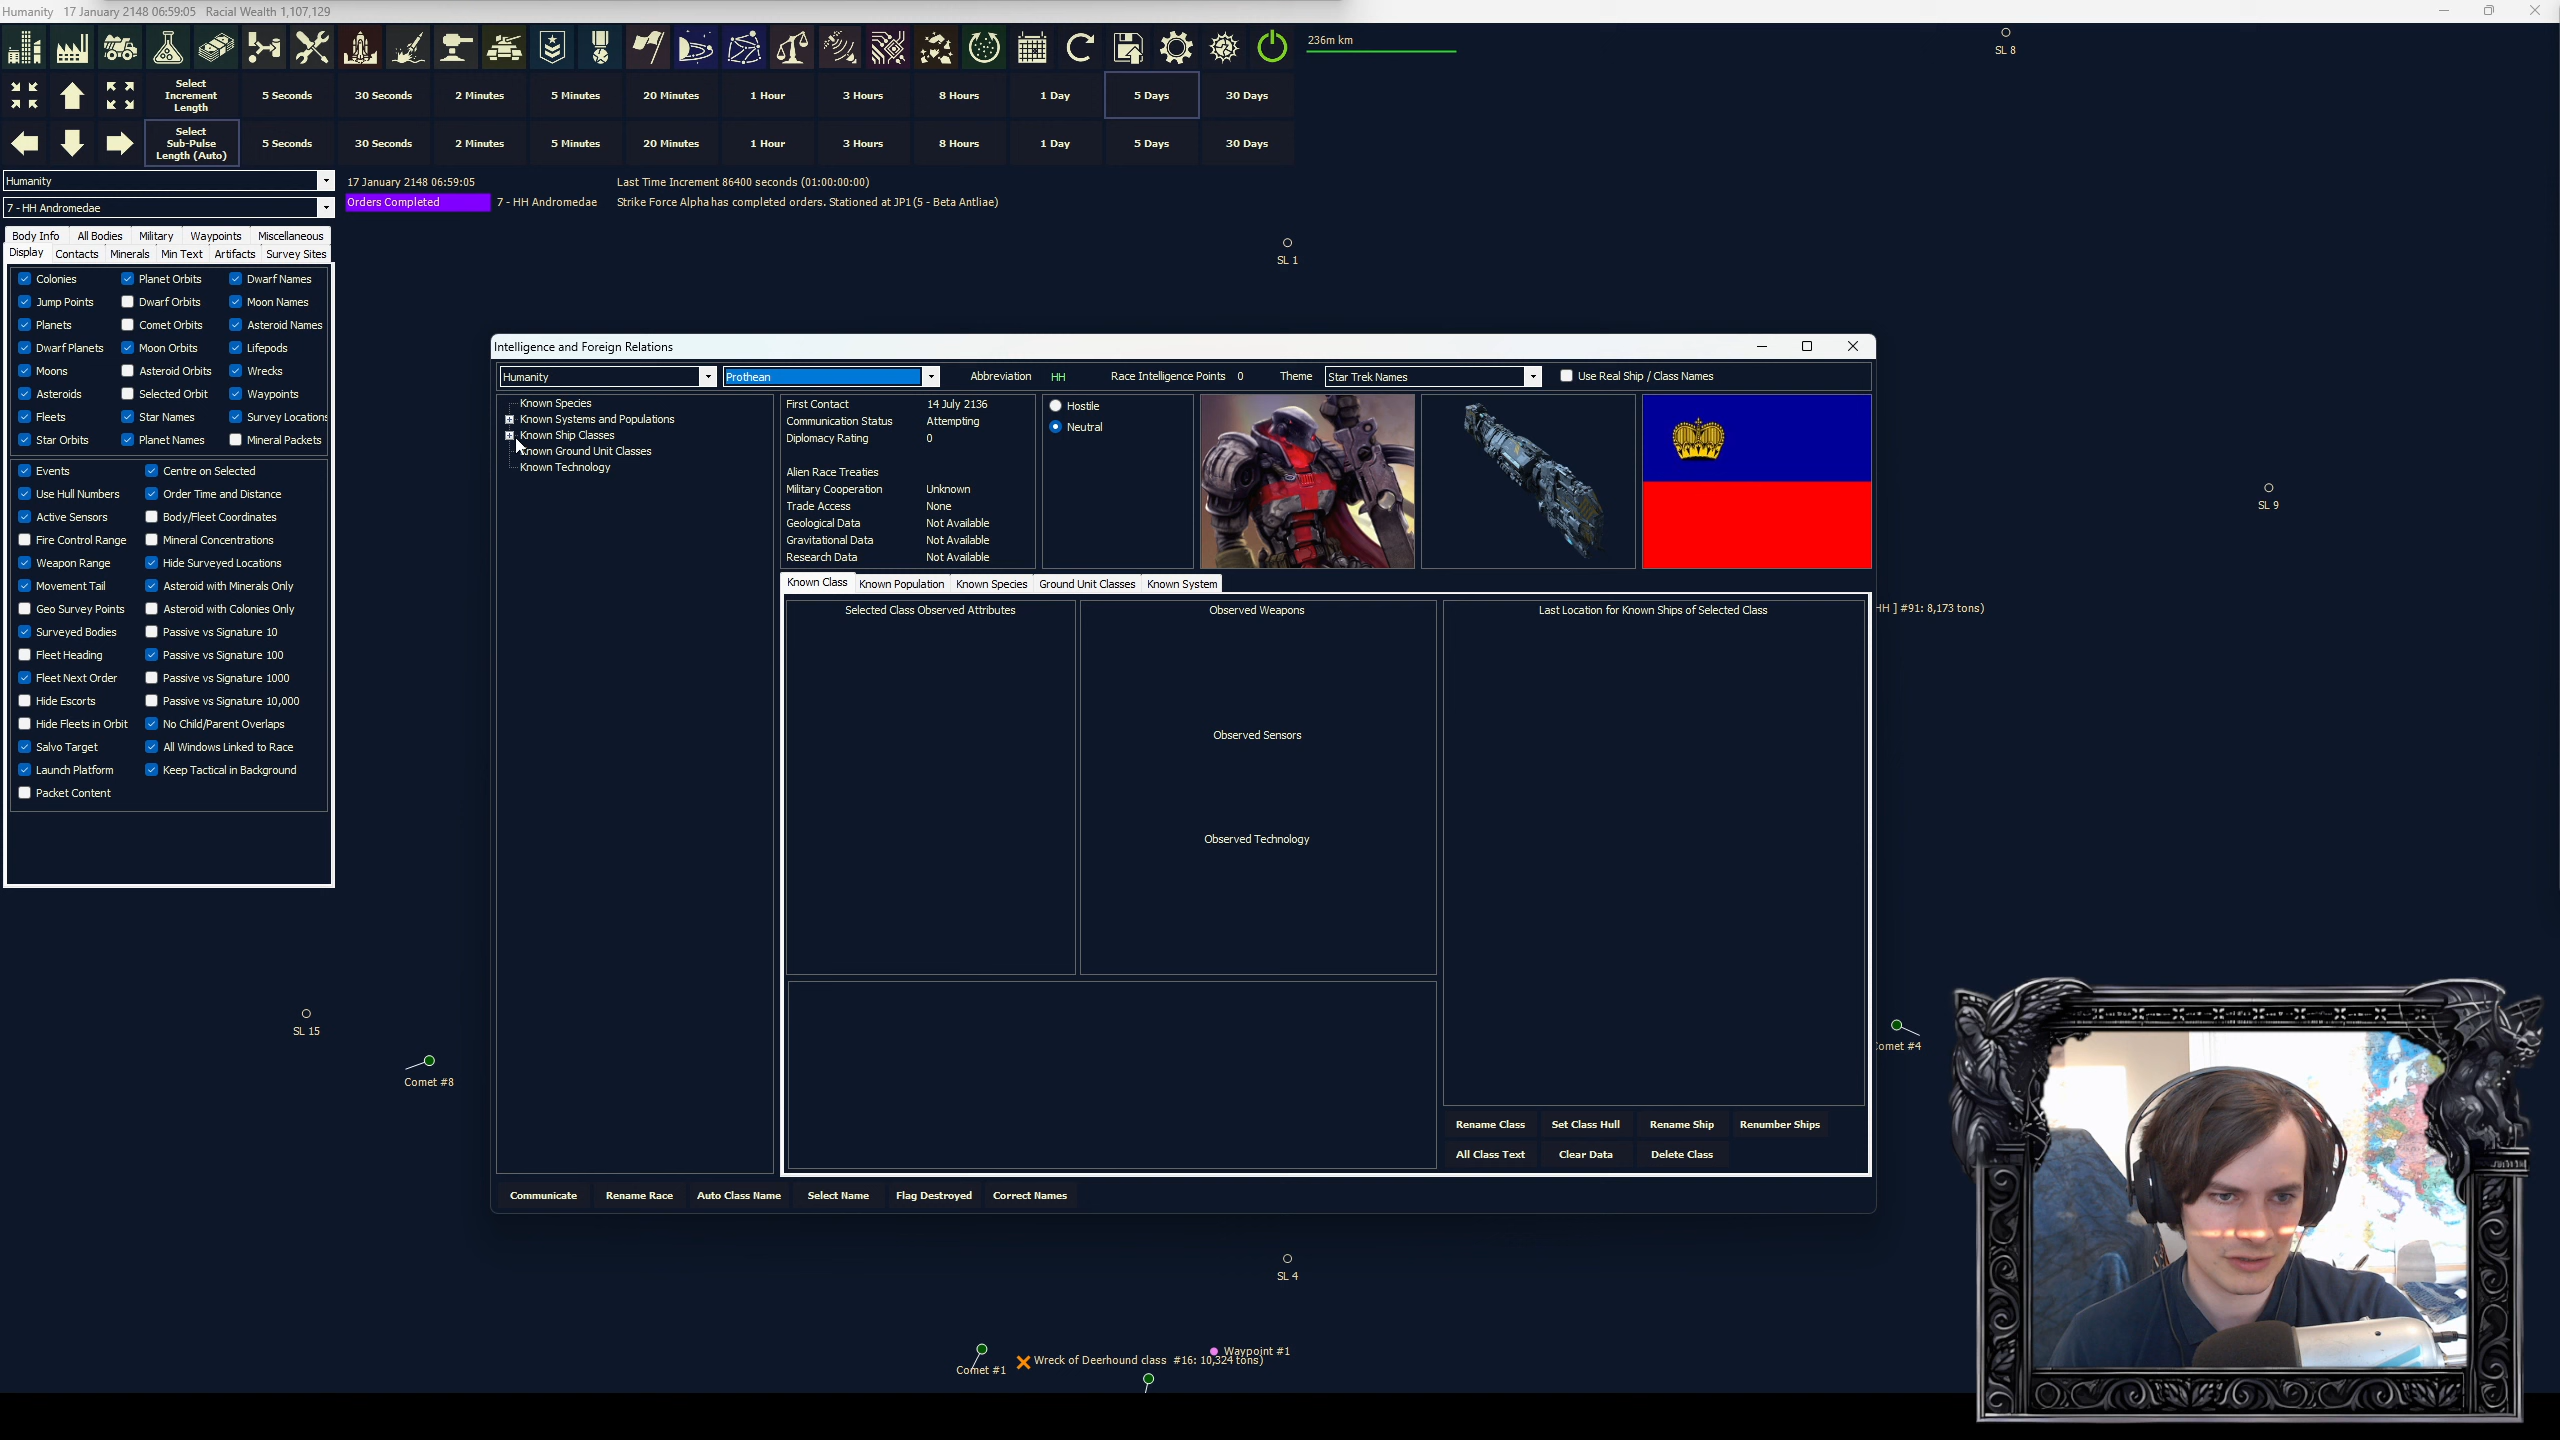 Humanity 17 January 2148 06:59:05 Racial Wealth 1,107,129
236m km
SL 8
Select Increment Length
5 Seconds
30 Seconds
2 Minutes
5 Minutes
20 Minutes
1 Hour
3 Hours
8 Hours
1 Day
5 Days
30 Days
Select Sub-Pulse Length (Auto)
5 Seconds
30 Seconds
2 Minutes
5 Minutes
20 Minutes
1 Hour
3 Hours
8 Hours
1 Day
5 Days
30 Days
Humanity
17 January 2148 06:59:05
Last Time Increment 86400 seconds (01:00:00:00)
7 - HH Andromedae
Orders Completed
7 - HH Andromedae
Strike Force Alpha has completed orders. Stationed at JP1 (5 - Beta Antliae)
Body Info
All Bodies
Military
Waypoints
Miscellaneous
Display
Contacts
Minerals
Min Text
Artifacts
Survey Sites
Colonies
Planet Orbits
Dwarf Names
Jump Points
Dwarf Orbits
Moon Names
Planets
Comet Orbits
Asteroid Names
Dwarf Planets
Moon Orbits
Lifepods
Moons
Asteroid Orbits
Wrecks
Asteroids
Selected Orbit
Waypoints
Fleets
Star Names
Survey Locations
Star Orbits
Planet Names
Mineral Packets
Events
Centre on Selected
Use Hull Numbers
Order Time and Distance
Active Sensors
Body/Fleet Coordinates
Fire Control Range
Mineral Concentrations
Weapon Range
Hide Surveyed Locations
Movement Tail
Asteroid with Minerals Only
Geo Survey Points
Asteroid with Colonies Only
Surveyed Bodies
Passive vs Signature 10
Fleet Heading
Passive vs Signature 100
Fleet Next Order
Passive vs Signature 1000
Hide Escorts
Passive vs Signature 10,000
Hide Fleets in Orbit
No Child/Parent Overlaps
Salvo Target
All Windows Linked to Race
Launch Platform
Keep Tactical in Background
Packet Content
SL 1
Intelligence and Foreign Relations
Humanity
Prothean
Abbreviation HH
Race Intelligence Points 0
Theme
Star Trek Names
Use Real Ship / Class Names
Known Species
Known Systems and Populations
Known Ship Classes
Known Ground Unit Classes
Known Technology
First Contact 14 July 2136
Communication Status Attempting
Diplomacy Rating 0
Alien Race Treaties
Military Cooperation Unknown
Trade Access None
Geological Data Not Available
Gravitational Data Not Available
Research Data Not Available
Hostile
Neutral
Known Class
Known Population
Known Species
Ground Unit Classes
Known System
Selected Class Observed Attributes
Observed Weapons
Last Location for Known Ships of Selected Class
Observed Sensors
Observed Technology
Rename Class
Set Class Hull
Rename Ship
Renumber Ships
All Class Text
Clear Data
Delete Class
Communicate
Rename Race
Auto Class Name
Select Name
Flag Destroyed
Correct Names
SL 9
HH ] #91: 8,173 tons)
SL 15
Comet #8
Comet #4
SL 4
Comet #1
Wreck of Deerhound class #16: 10,324 tons)
Waypoint #1